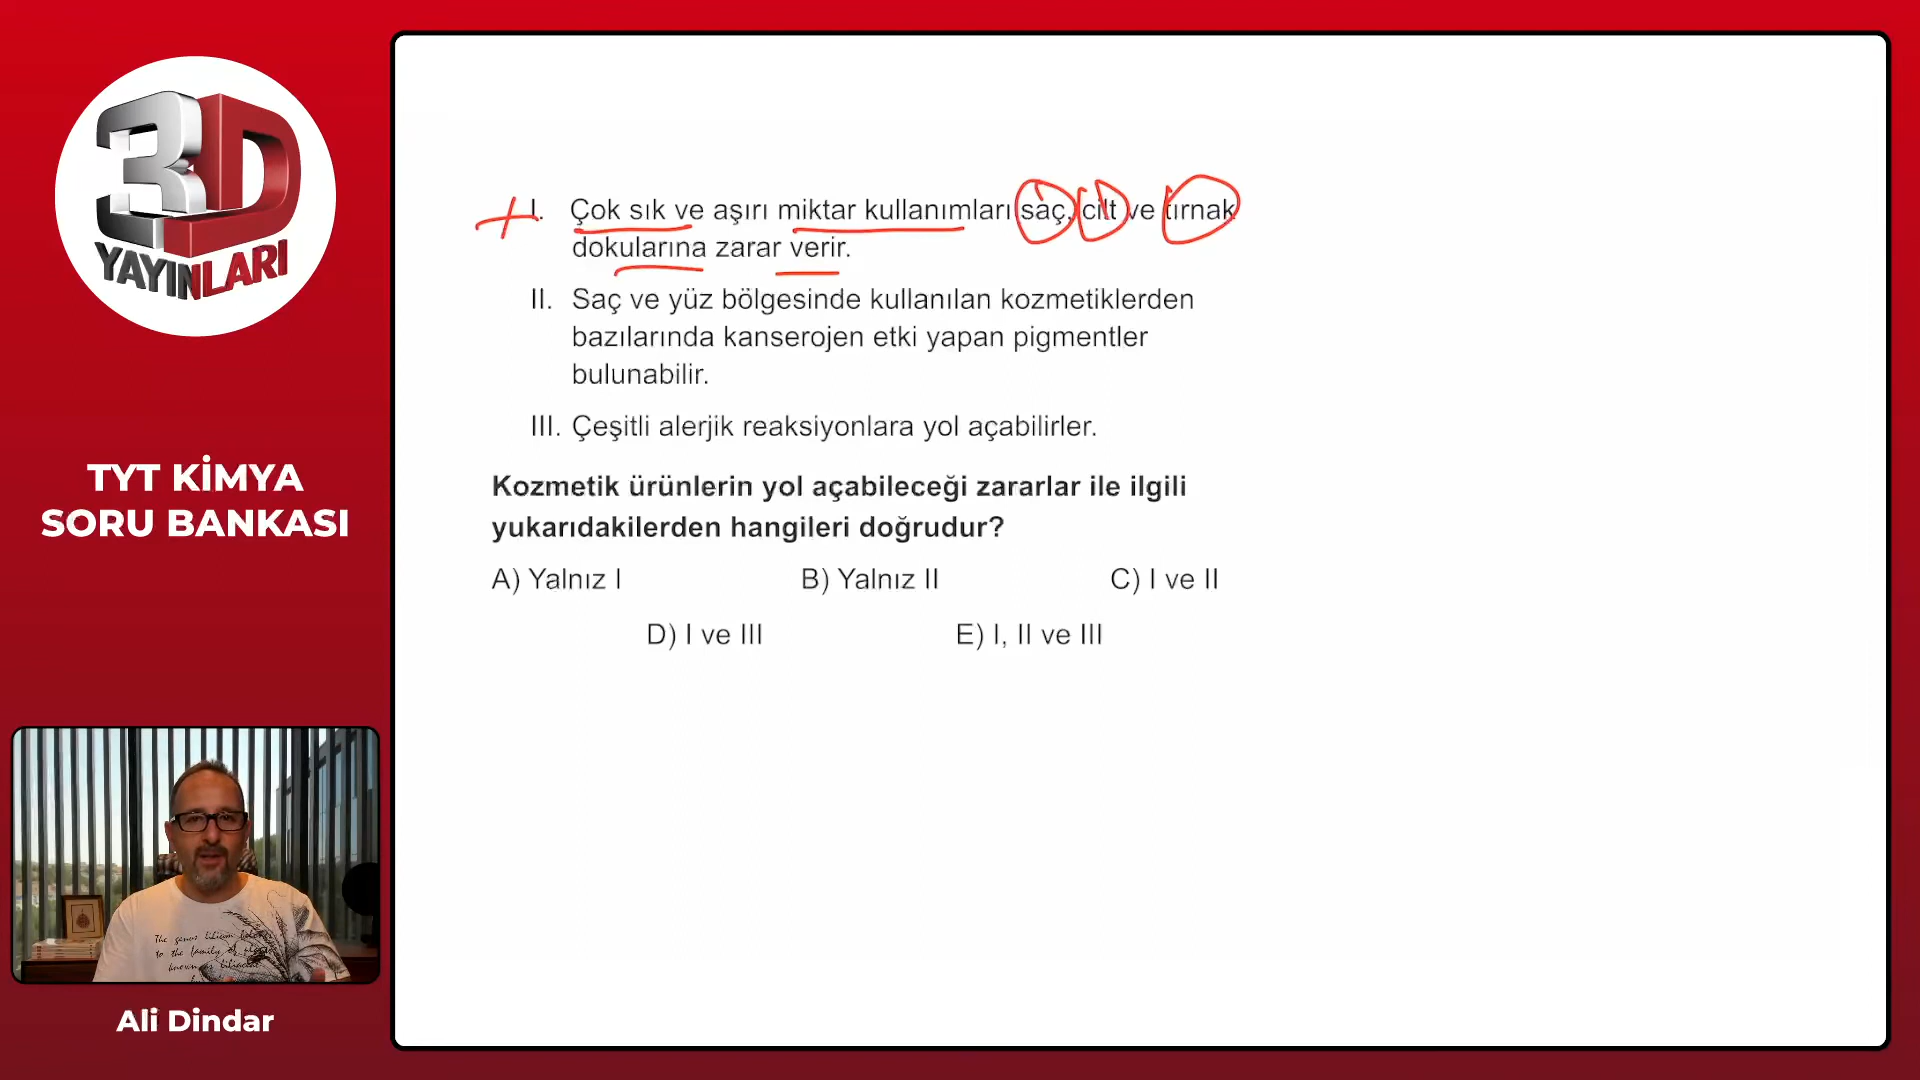 3D
YAYINLARI
TYT KİMYA
SORU BANKASI
Ali Dindar
I. Çok sık ve aşırı miktar kullanımları saç, cilt ve tırnak
dokularına zarar verir.
II. Saç ve yüz bölgesinde kullanılan kozmetiklerden
bazılarında kanserojen etki yapan pigmentler
bulunabilir.
III. Çeşitli alerjik reaksiyonlara yol açabilirler.
Kozmetik ürünlerin yol açabileceği zararlar ile ilgili
yukarıdakilerden hangileri doğrudur?
A) Yalnız I B) Yalnız II C) I ve II
D) I ve III E) I, II ve III